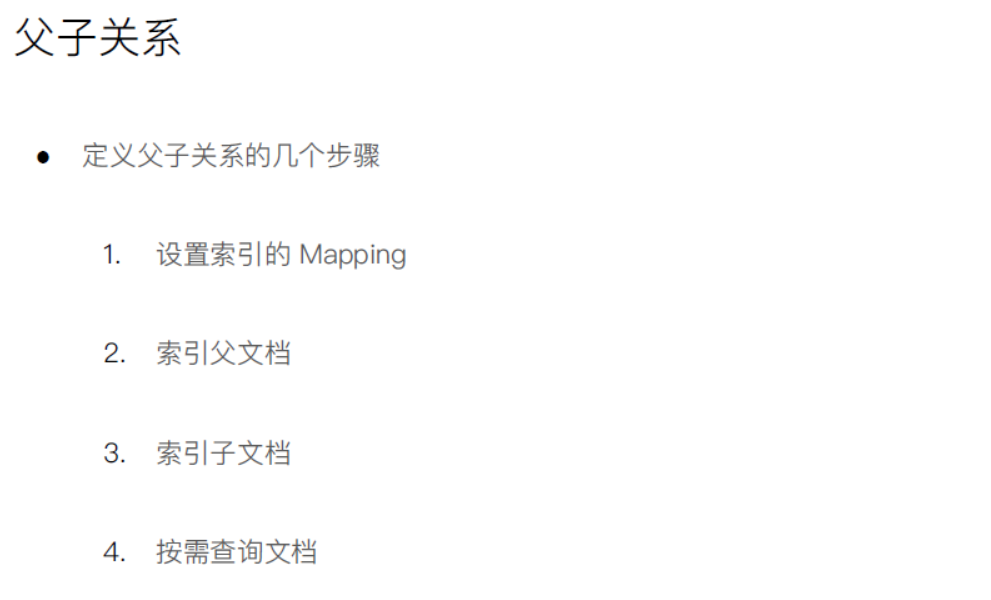 父子关系
● 定义父子关系的几个步骤
1. 设置索引的 Mapping
2. 索引父文档
3. 索引子文档
4. 按需查询文档